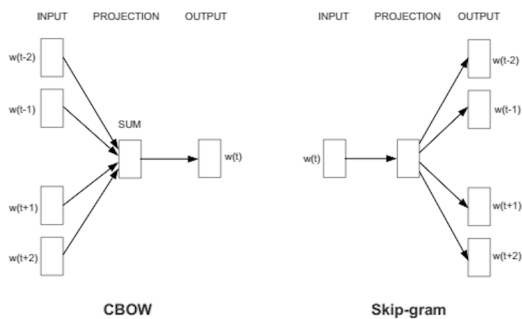 INPUT PROJECTION OUTPUT
w(t-2)
w(t-1)
SUM
w(t)
w(t+1)
w(t+2)
CBOW
INPUT PROJECTION OUTPUT
w(t-2)
w(t-1)
w(t)
w(t+1)
w(t+2)
Skip-gram